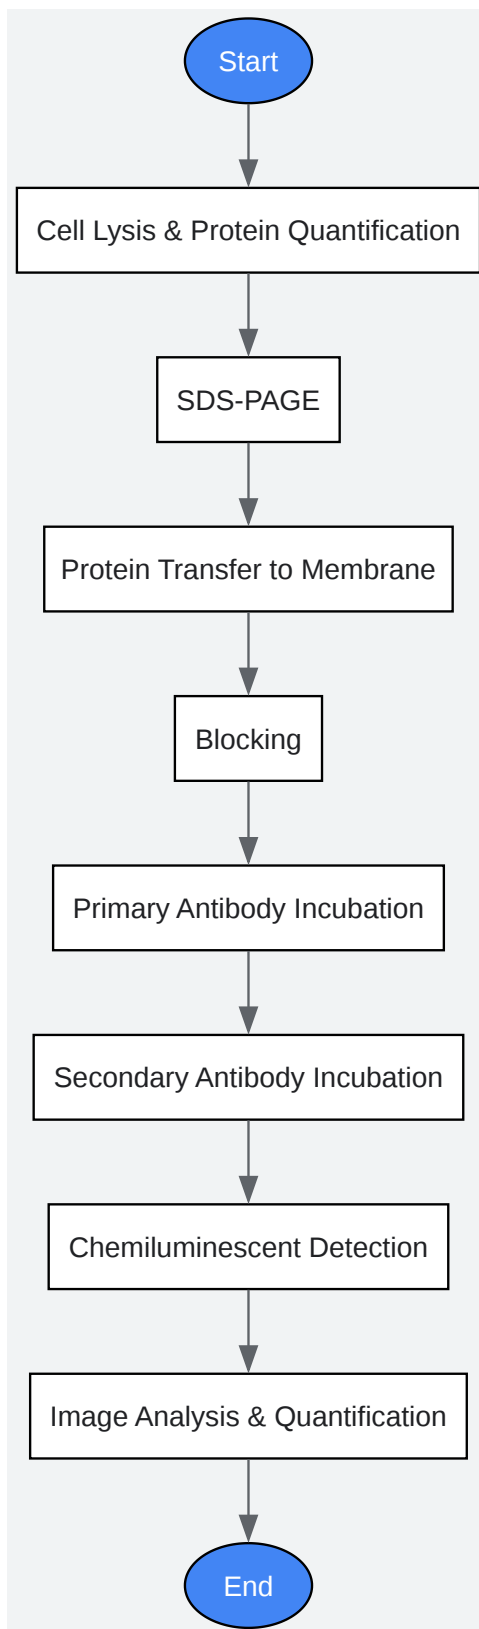 Start
Cell Lysis & Protein Quantification
SDS-PAGE
Protein Transfer to Membrane
Blocking
Primary Antibody Incubation
Secondary Antibody Incubation
Chemiluminescent Detection
Image Analysis & Quantification
End